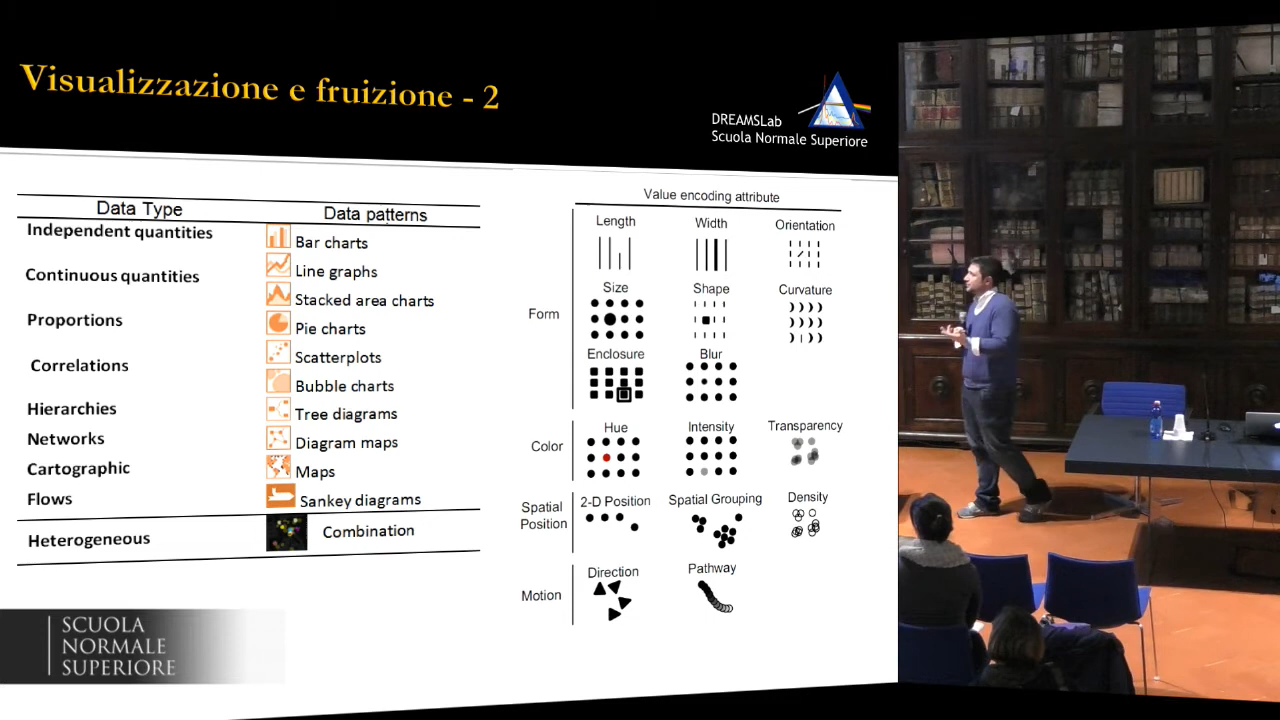 Visualizzazione e fruizione - 2
DREAMSLab
Scuola Normale Superiore
Data Type
Data patterns
Independent quantities
Bar charts
Continuous quantities
Line graphs
Stacked area charts
Proportions
Pie charts
Correlations
Scatterplots
Bubble charts
Hierarchies
Tree diagrams
Networks
Diagram maps
Cartographic
Maps
Flows
Sankey diagrams
Heterogeneous
Combination
Value encoding attribute
Form
Length
Width
Orientation
Size
Shape
Curvature
Enclosure
Blur
Color
Hue
Intensity
Transparency
Spatial
Position
2-D Position
Spatial Grouping
Density
Motion
Direction
Pathway
SCUOLA
NORMALE
SUPERIORE